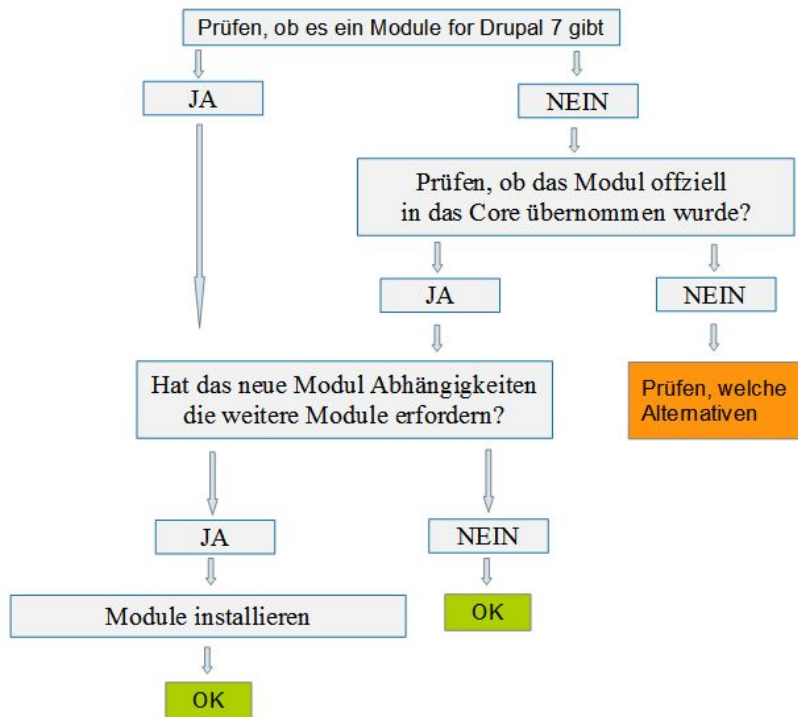 Prüfen, ob es ein Module for Drupal 7 gibt
JA
NEIN
Prüfen, ob das Modul offziell
in das Core übernommen wurde?
JA
NEIN
Hat das neue Modul Abhängigkeiten
die weitere Module erfordern?
Prüfen, welche
Alternativen
JA
NEIN
Module installieren
OK
OK